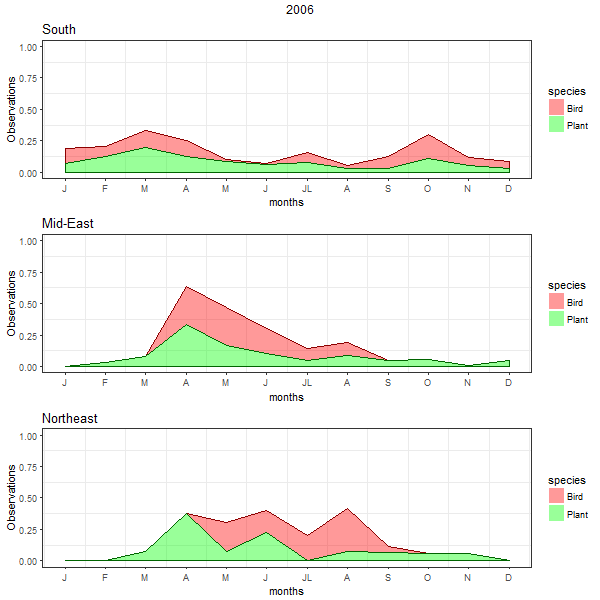 2006
South
1.00
0.75
0.50
0.25
0.00
Observations
J F M A M J JL A S O N D
months
species
Bird
Plant
Mid-East
1.00
0.75
0.50
0.25
0.00
Observations
J F M A M J JL A S O N D
months
species
Bird
Plant
Northeast
1.00
0.75
0.50
0.25
0.00
Observations
J F M A M J JL A S O N D
months
species
Bird
Plant